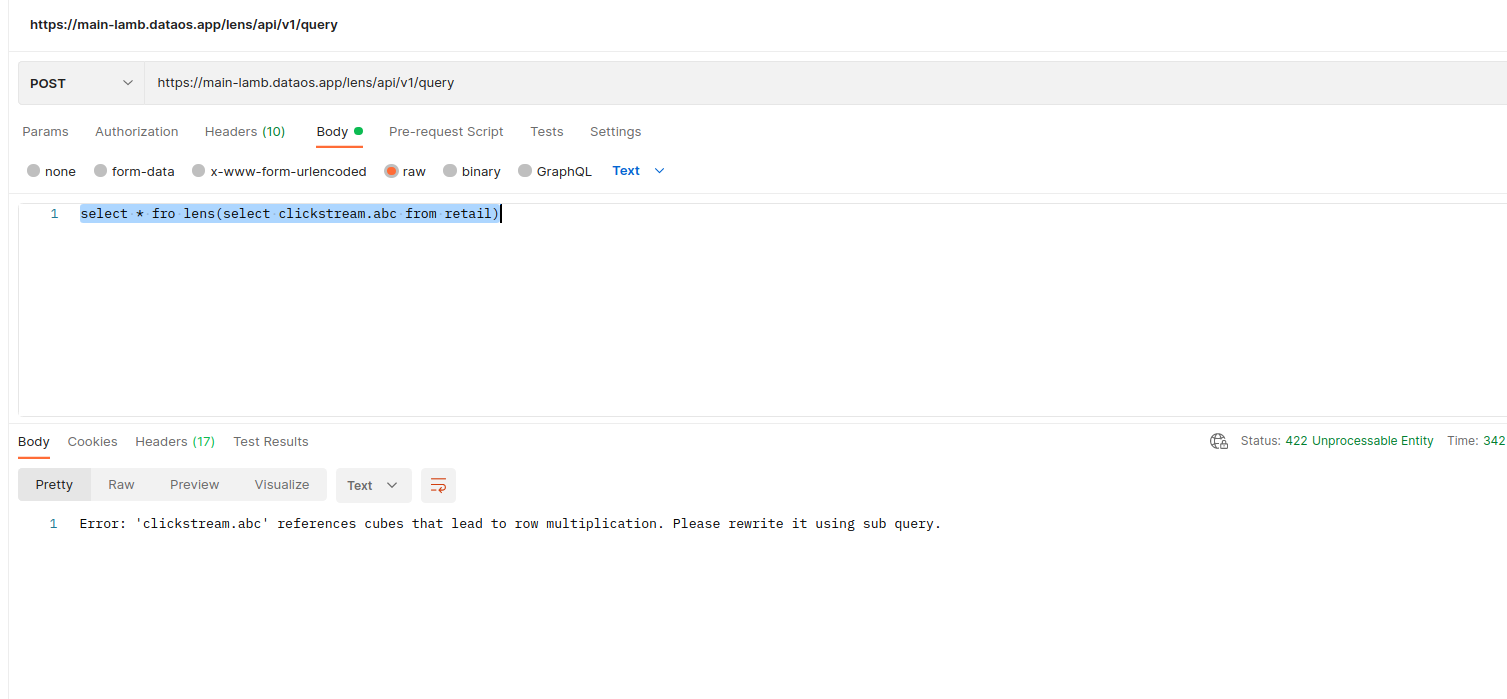 https://main-lamb.dataos.app/lens/api/v1/query
POST https://main-lamb.dataos.app/lens/api/v1/query
Params Authorization Headers (10) Body Pre-request Script Tests Settings
none form-data x-www-form-urlencoded raw binary GraphQL Text
1 select * fro lens(select clickstream.abc from retail)
Body Cookies Headers (17) Test Results Status: 422 Unprocessable Entity Time: 342
Pretty Raw Preview Visualize Text
1 Error: 'clickstream.abc' references cubes that lead to row multiplication. Please rewrite it using sub query.